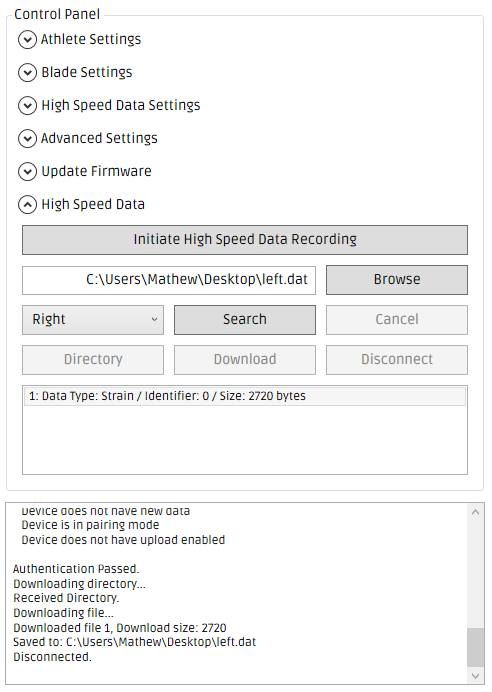 Control Panel
Athlete Settings
Blade Settings
High Speed Data Settings
Advanced Settings
Update Firmware
High Speed Data
Initiate High Speed Data Recording
C:\Users\Mathew\Desktop\left.dat Browse
Right Search Cancel
Directory Download Disconnect
1: Data Type: Strain / Identifier: 0 / Size: 2720 bytes
Device does not have new data
Device is in pairing mode
Device does not have upload enabled
Authentication Passed.
Downloading directory...
Received Directory.
Downloading file...
Downloaded file 1, Download size: 2720
Saved to: C:\Users\Mathew\Desktop\left.dat
Disconnected.